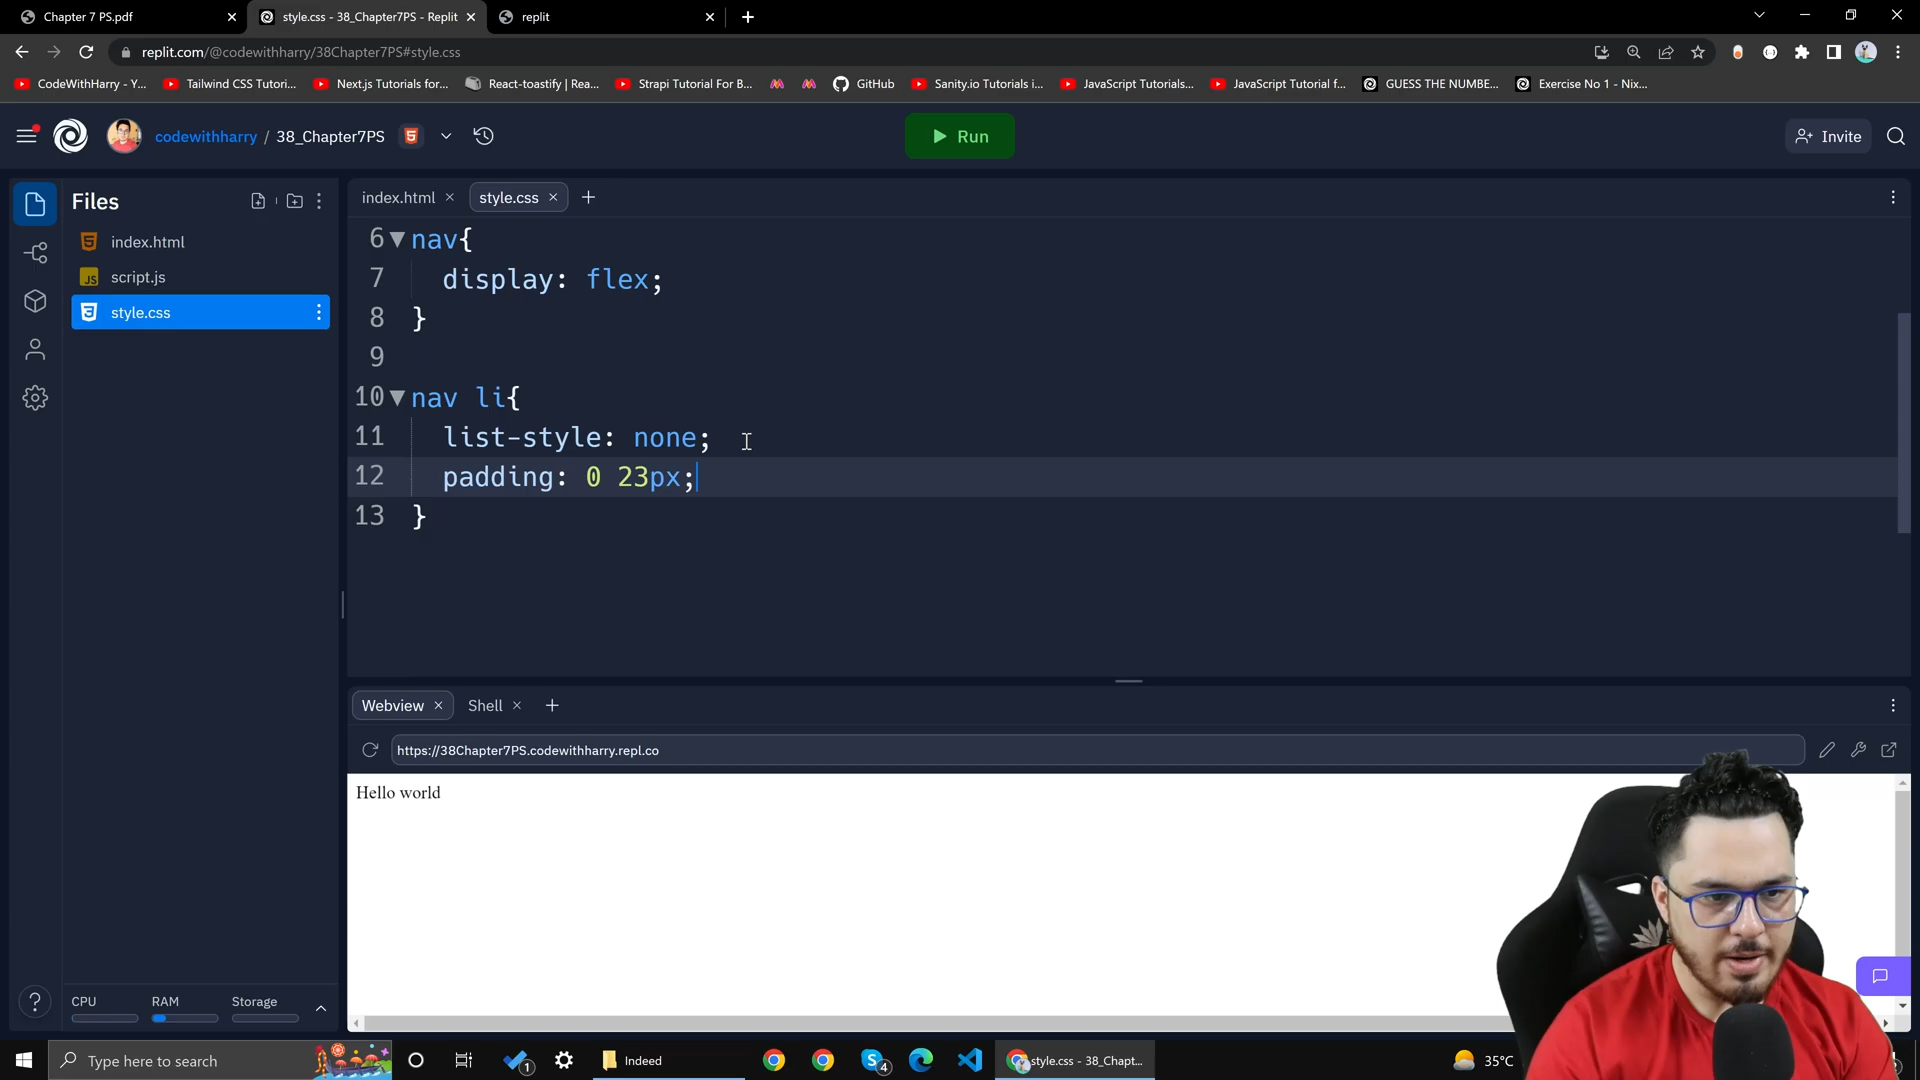 Chapter 7 PS.pdf
style.css - 38_Chapter7PS - Replit
replit
replit.com/@codewithharry/38Chapter7PS#style.css
CodeWithHarry - Y...
Tailwind CSS Tutori...
Next.js Tutorials for...
React-toastify | Rea...
Strapi Tutorial For B...
GitHub
Sanity.io Tutorials i...
JavaScript Tutorials...
JavaScript Tutorial f...
GUESS THE NUMBE...
Exercise No 1 - Nix...
codewithharry / 38_Chapter7PS
Run
Invite
Files
index.html
script.js
style.css
index.html
style.css
6 nav{
7 display: flex;
8 }
9
10 nav li{
11 list-style: none;
12 padding: 0 23px;
13 }
Webview
Shell
https://38Chapter7PS.codewithharry.repl.co
Hello world
CPU
RAM
Storage
Type here to search
1
Indeed
4
style.css - 38_Chapt...
35°C